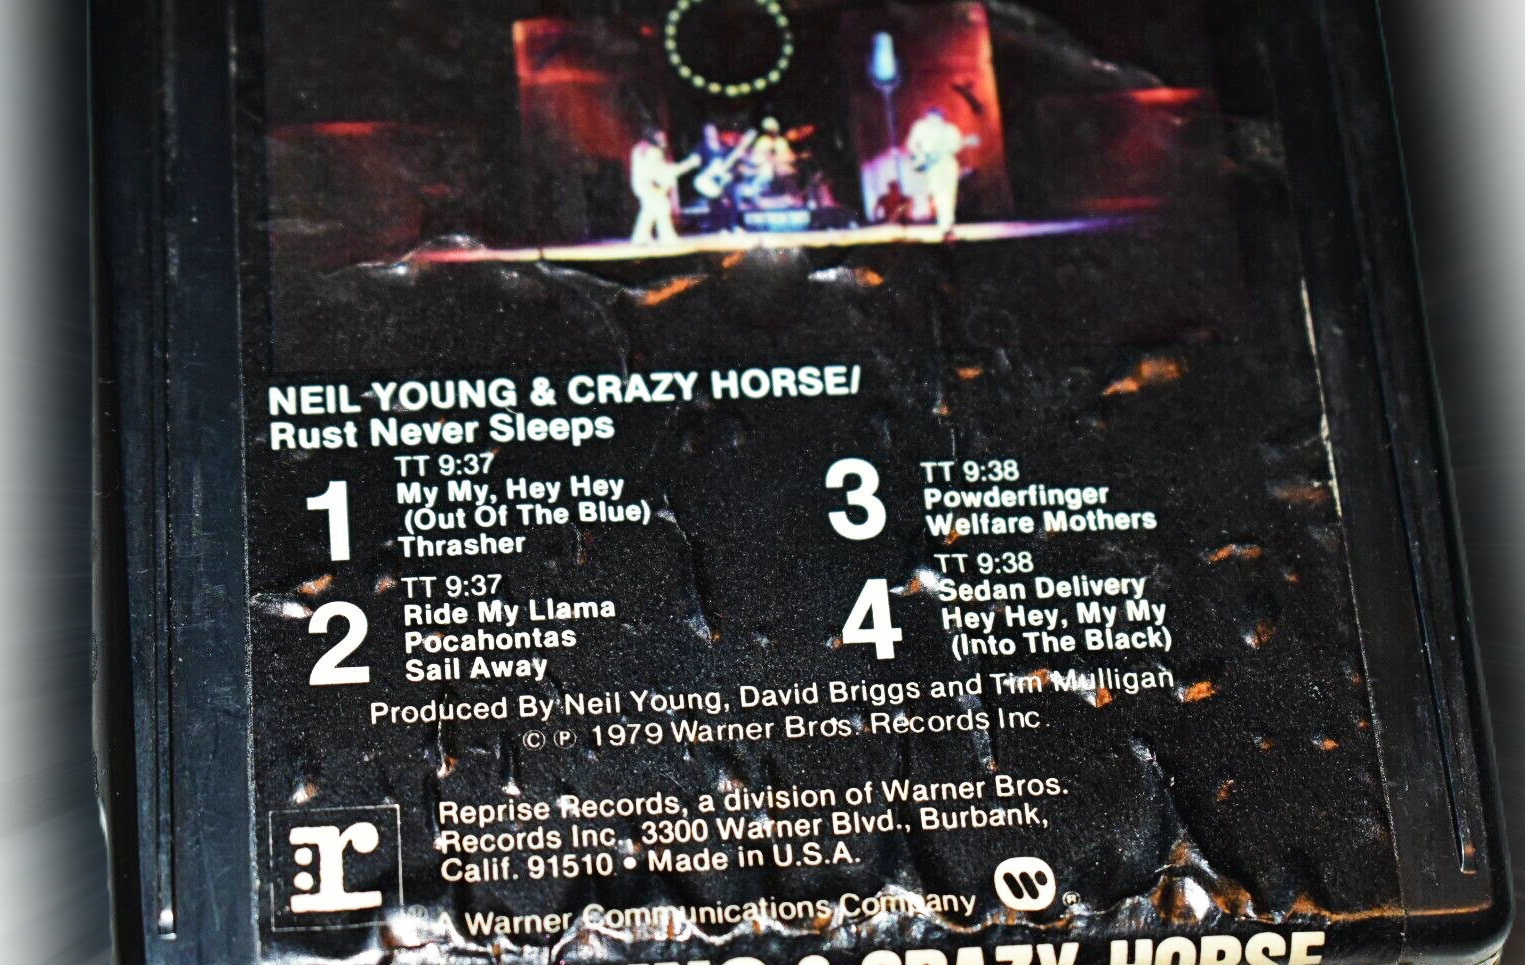 NEIL YOUNG & CRAZY HORSE/
Rust Never Sleeps
1
TT 9:37
My My, Hey Hey
(Out Of The Blue)
Thrasher
2
TT 9:37
Ride My Llama
Pocahontas
Sail Away
3
TT 9:38
Powderfinger
Welfare Mothers
4
TT 9:38
Sedan Delivery
Hey Hey, My My
(Into The Black)
Produced By Neil Young, David Briggs and Tim Mulligan
© ℗ 1979 Warner Bros. Records Inc.
r
Reprise Records, a division of Warner Bros.
Records Inc., 3300 Warner Blvd., Burbank,
Calif. 91510 • Made in U.S.A.
® A Warner Communications Company
W ®
& CRAZY HORSE